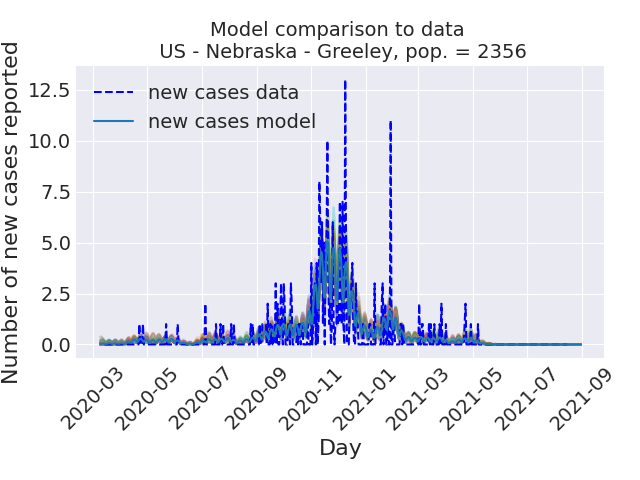 Model comparison to data
US - Nebraska - Greeley, pop. = 2356
Number of new cases reported
12.5
10.0
7.5
5.0
2.5
0.0
new cases data
new cases model
2020-03
2020-05
2020-07
2020-09
2020-11
2021-01
2021-03
2021-05
2021-07
2021-09
Day